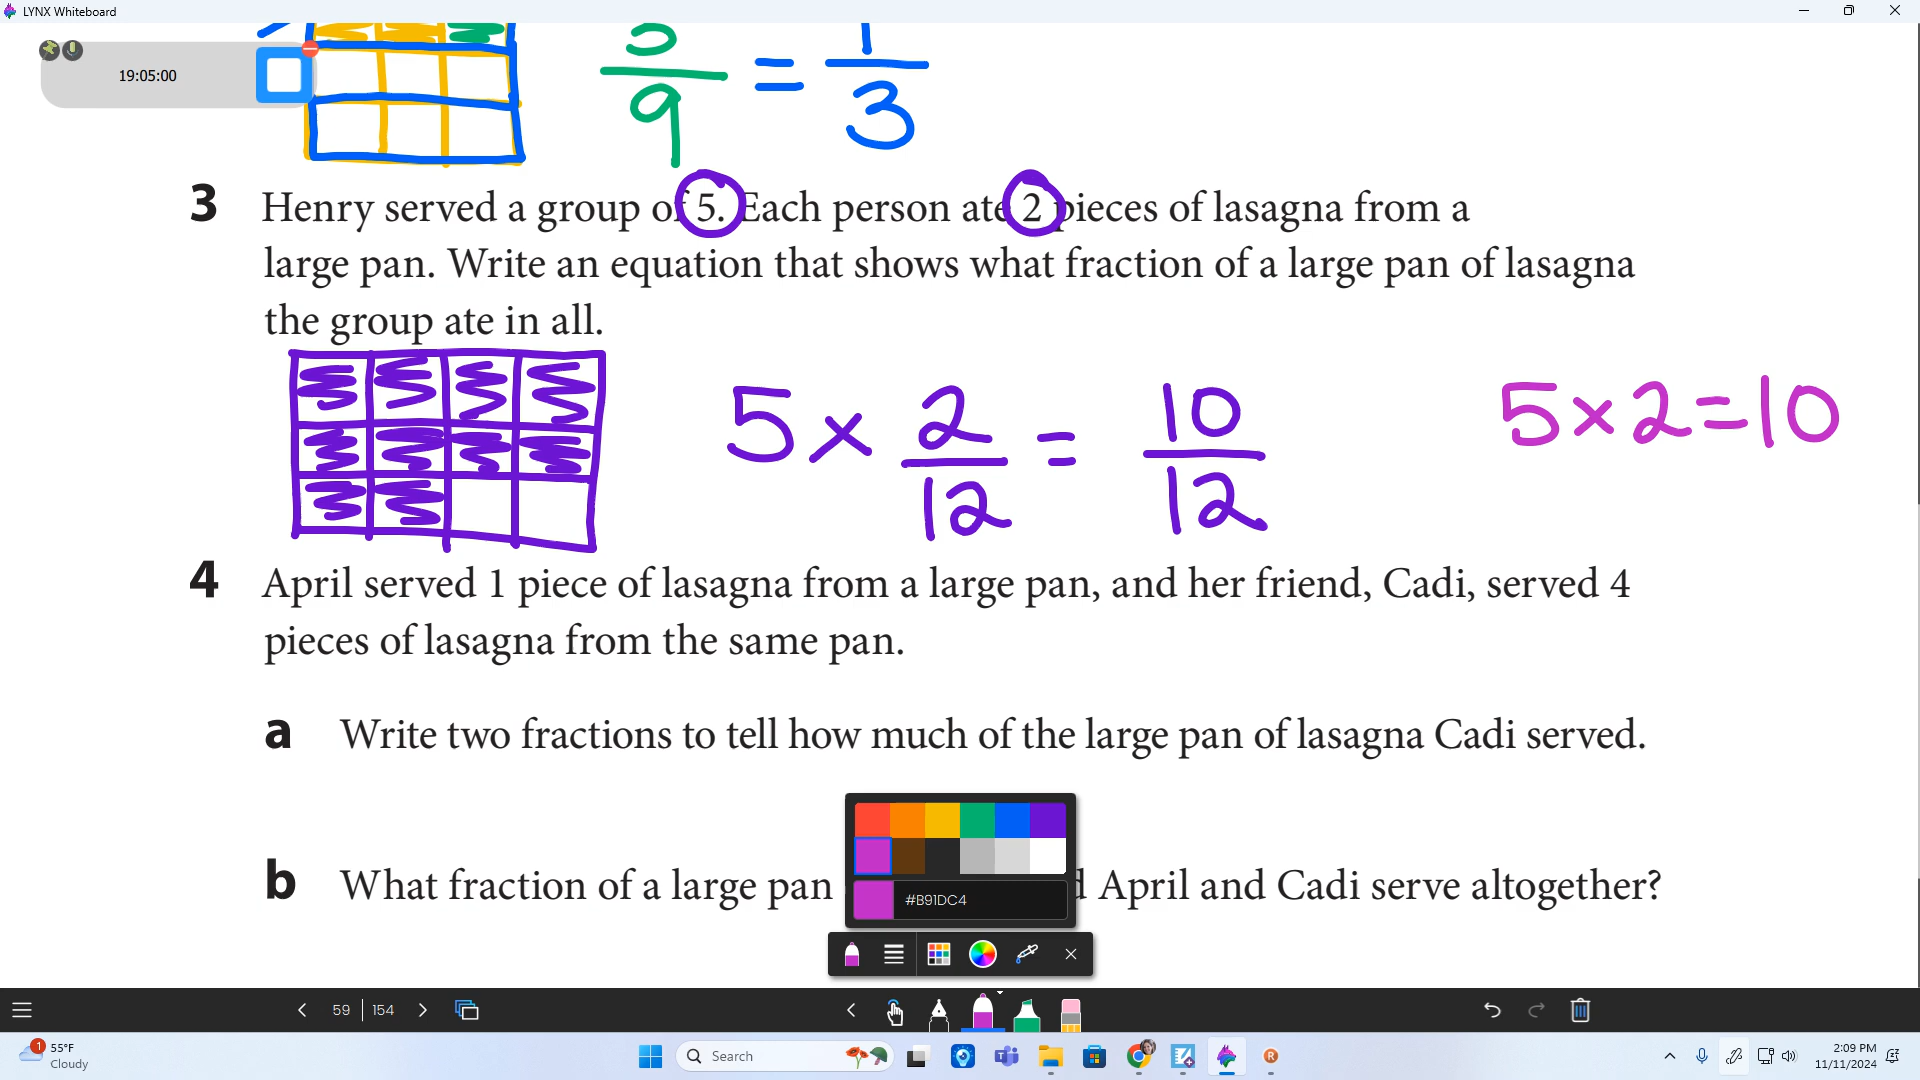 LYNX Whiteboard
19:05:00
9 = 1/3
3 Henry served a group of 5. Each person ate 2 pieces of lasagna from a
large pan. Write an equation that shows what fraction of a large pan of lasagna
the group ate in all.
5 × 2/12 = 10/12
5×2=10
4 April served 1 piece of lasagna from a large pan, and her friend, Cadi, served 4
pieces of lasagna from the same pan.
a Write two fractions to tell how much of the large pan of lasagna Cadi served.
b What fraction of a large pan April and Cadi serve altogether?
#B91DC4
59 154
1
55°F
Cloudy
Search
2:09 PM
11/11/2024